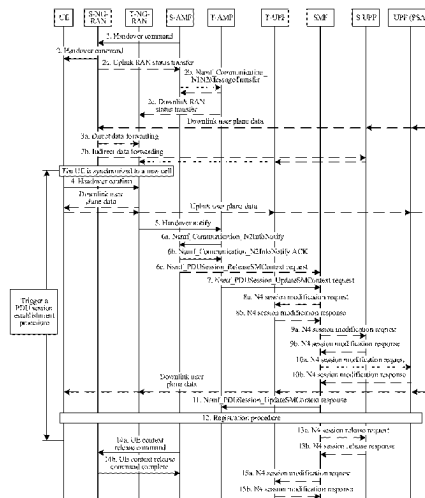 UE
S-NG-RAN
T-NG-RAN
S-AMF
T-AMF
T-UPF
SMF
S-UPF
UPF (PSA)
1. Handover command
2. Handover command
2a. Uplink RAN status transfer
2b. Namf_Communication_N1N2MessageTransfer
2c. Downlink RAN status transfer
Downlink user plane data
3a. Direct data forwarding
3b. Indirect data forwarding
The UE is synchronized to a new cell
4. Handover confirm
Downlink user plane data
Uplink user plane data
5. Handover notify
6a. Namf_Communication_N2InfoNotify
6b. Namf_Communication_N2InfoNotify ACK
6c. Nsmf_PDUSession_ReleaseSMContext request
7. Nsmf_PDUSession_UpdateSMContext request
8a. N4 session modification request
8b. N4 session modification response
9a. N4 session modification request
9b. N4 session modification response
10a. N4 session modification request
10b. N4 session modification response
Trigger a PDU session establishment procedure
Downlink user plane data
11. Nsmf_PDUSession_UpdateSMContext response
12. Registration procedure
13a. N4 session release request
13b. N4 session release response
14a. UE context release command
14b. UE context release command complete
15a. N4 session modification request
15b. N4 session modification response